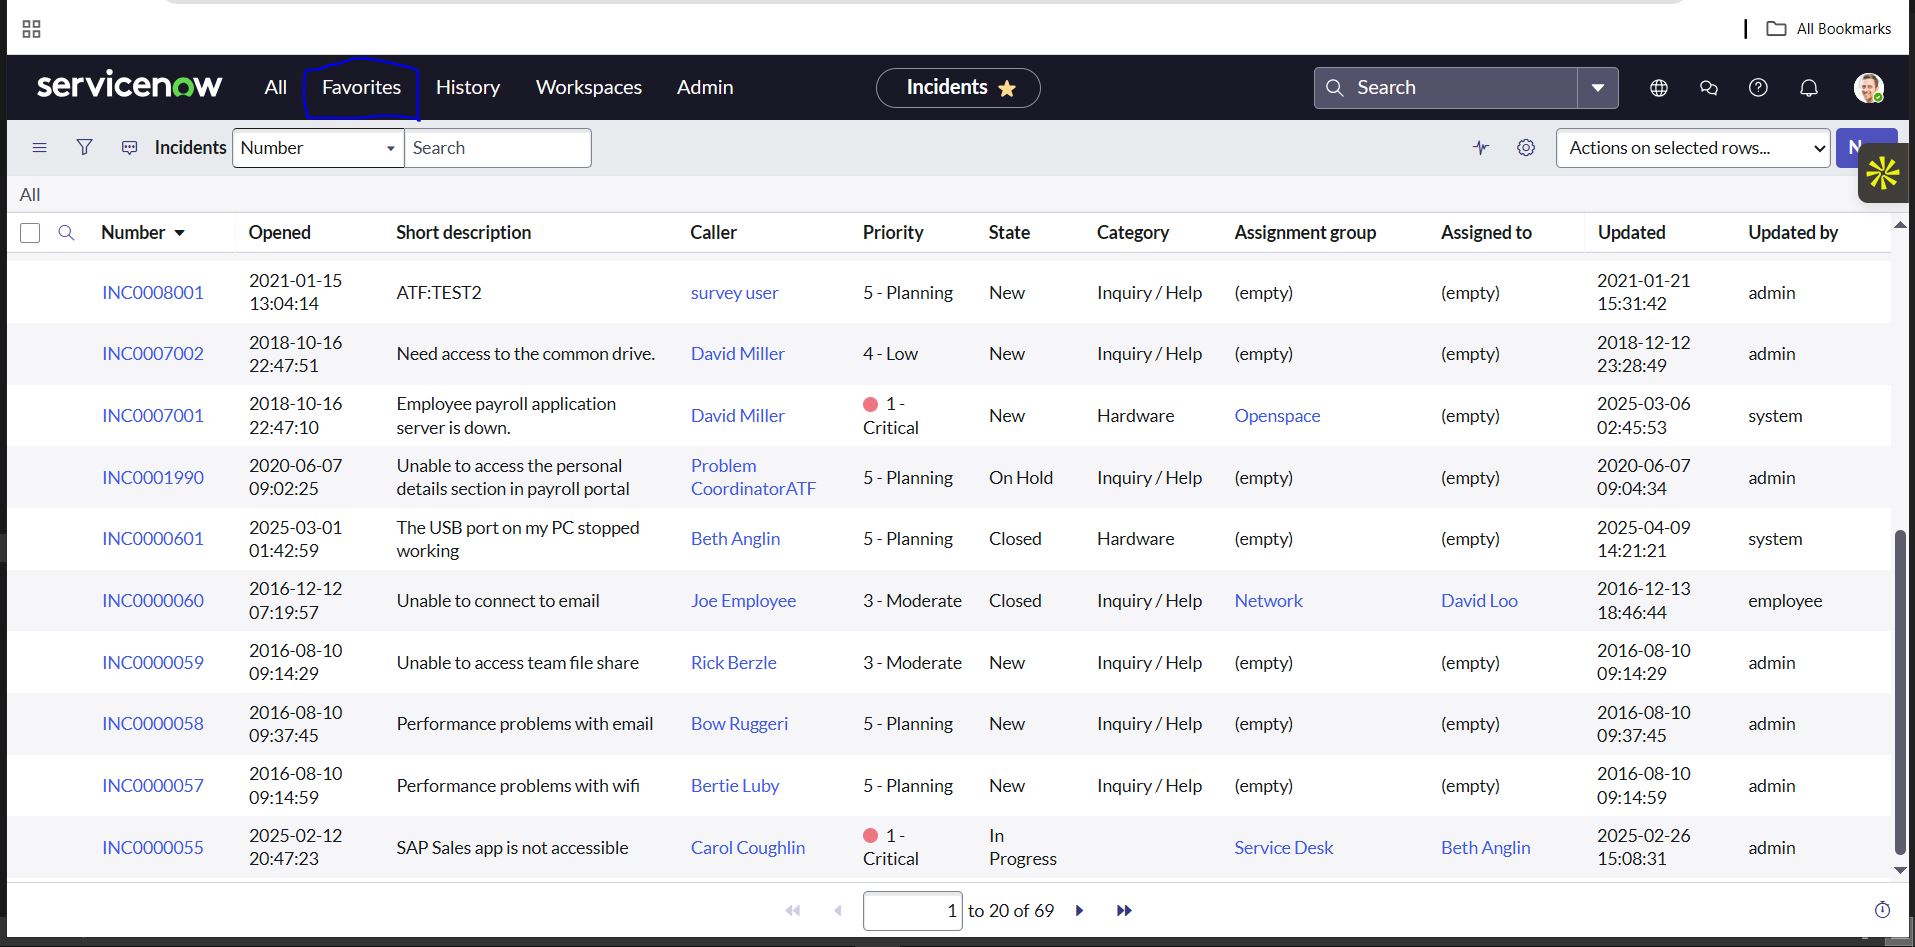 All Bookmarks
servicenow All Favorites History Workspaces Admin Incidents Search
Incidents Number Search Actions on selected rows...
All
Number Opened Short description Caller Priority State Category Assignment group Assigned to Updated Updated by
INC0008001 2021-01-15 13:04:14 ATF:TEST2 survey user 5 - Planning New Inquiry / Help (empty) (empty) 2021-01-21 15:31:42 admin
INC0007002 2018-10-16 22:47:51 Need access to the common drive. David Miller 4 - Low New Inquiry / Help (empty) (empty) 2018-12-12 23:28:49 admin
INC0007001 2018-10-16 22:47:10 Employee payroll application server is down. David Miller 1 - Critical New Hardware Openspace (empty) 2025-03-06 02:45:53 system
INC0001990 2020-06-07 09:02:25 Unable to access the personal details section in payroll portal Problem CoordinatorATF 5 - Planning On Hold Inquiry / Help (empty) (empty) 2020-06-07 09:04:34 admin
INC0000601 2025-03-01 01:42:59 The USB port on my PC stopped working Beth Anglin 5 - Planning Closed Hardware (empty) (empty) 2025-04-09 14:21:21 system
INC0000060 2016-12-12 07:19:57 Unable to connect to email Joe Employee 3 - Moderate Closed Inquiry / Help Network David Loo 2016-12-13 18:46:44 employee
INC0000059 2016-08-10 09:14:29 Unable to access team file share Rick Berzle 3 - Moderate New Inquiry / Help (empty) (empty) 2016-08-10 09:14:29 admin
INC0000058 2016-08-10 09:37:45 Performance problems with email Bow Ruggeri 5 - Planning New Inquiry / Help (empty) (empty) 2016-08-10 09:37:45 admin
INC0000057 2016-08-10 09:14:59 Performance problems with wifi Bertie Luby 5 - Planning New Inquiry / Help (empty) (empty) 2016-08-10 09:14:59 admin
INC0000055 2025-02-12 20:47:23 SAP Sales app is not accessible Carol Coughlin 1 - Critical In Progress Service Desk Beth Anglin 2025-02-26 15:08:31 admin
1 to 20 of 69